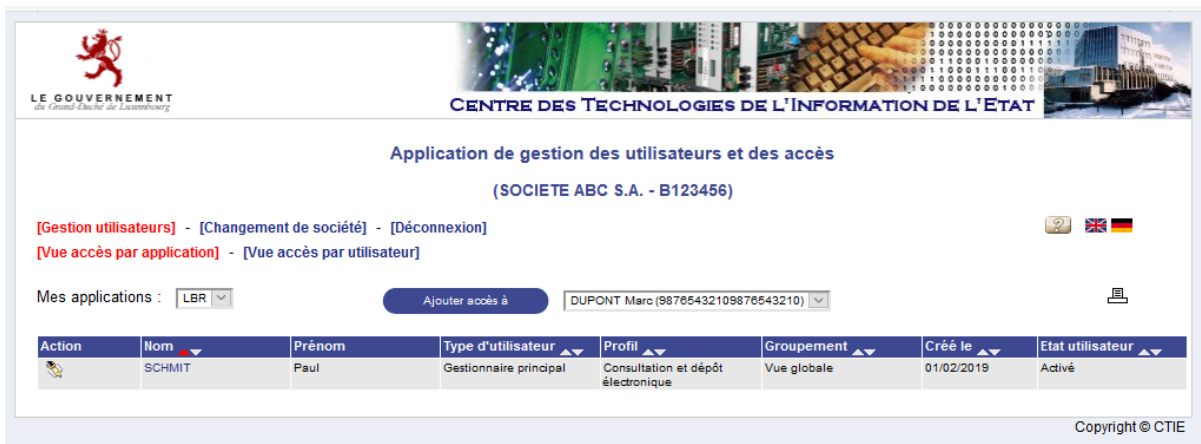 LE GOUVERNEMENT
du Grand-Duché de Luxembourg
CENTRE DES TECHNOLOGIES DE L'INFORMATION DE L'ETAT
Application de gestion des utilisateurs et des accès
(SOCIETE ABC S.A. - B123456)
[Gestion utilisateurs] - [Changement de société] - [Déconnexion]
[Vue accès par application] - [Vue accès par utilisateur]
Mes applications : LBR Ajouter accès à DUPONT Marc (98765432109876543210)
Action Nom Prénom Type d'utilisateur Profil Groupement Créé le Etat utilisateur
SCHMIT Paul Gestionnaire principal Consultation et dépôt électronique Vue globale 01/02/2019 Activé
Copyright © CTIE